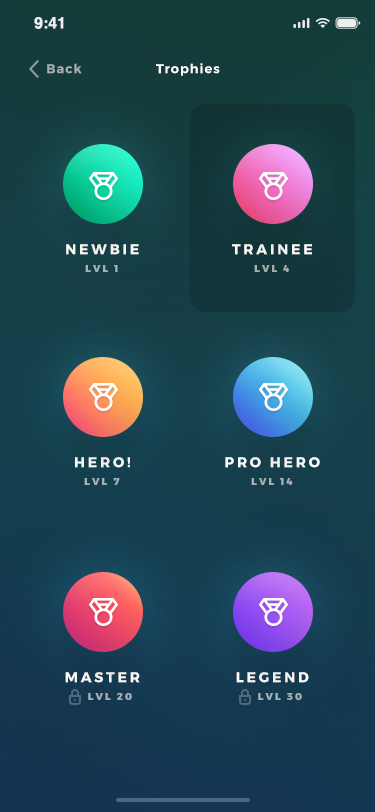 9:41
Back
Trophies
NEWBIE
LVL 1
TRAINEE
LVL 4
HERO!
LVL 7
PRO HERO
LVL 14
MASTER
LVL 20
LEGEND
LVL 30